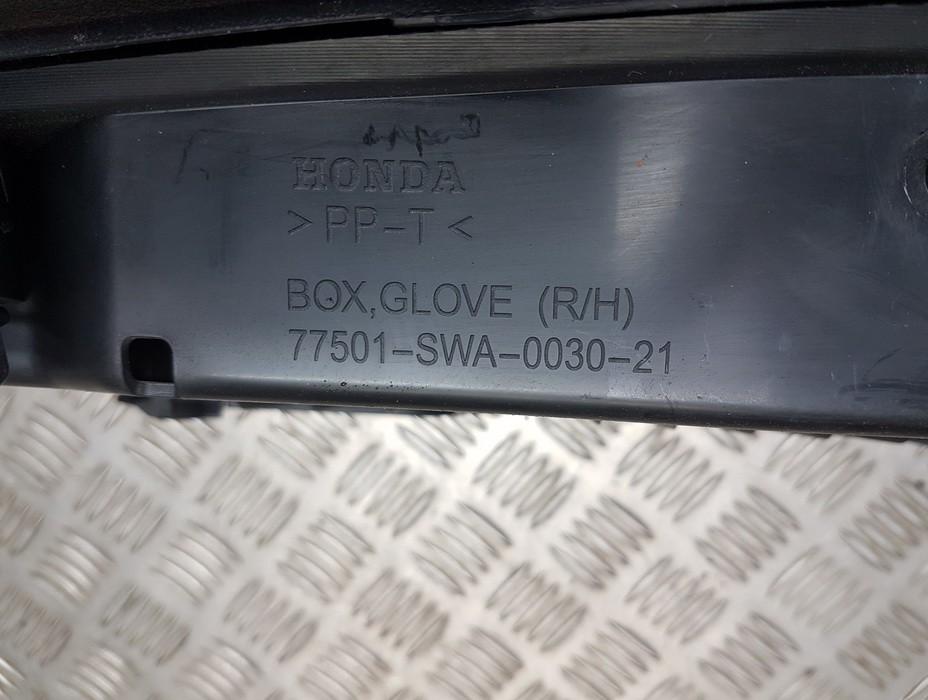 HONDA
>PP-T<
BOX,GLOVE (R/H)
77501-SWA-0030-21